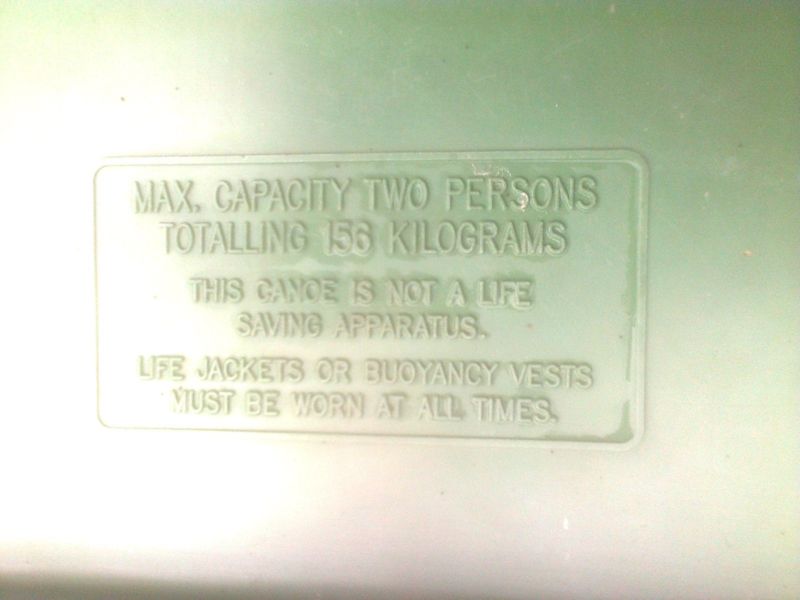 MAX. CAPACITY TWO PERSONS
TOTALLING 156 KILOGRAMS
THIS CANOE IS NOT A LIFE
SAVING APPARATUS.
LIFE JACKETS OR BUOYANCY VESTS
MUST BE WORN AT ALL TIMES.